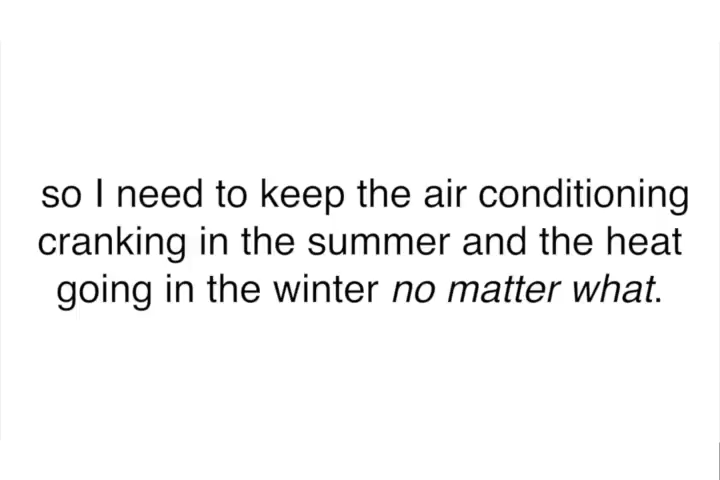 so I need to keep the air conditioning
cranking in the summer and the heat
going in the winter no matter what.